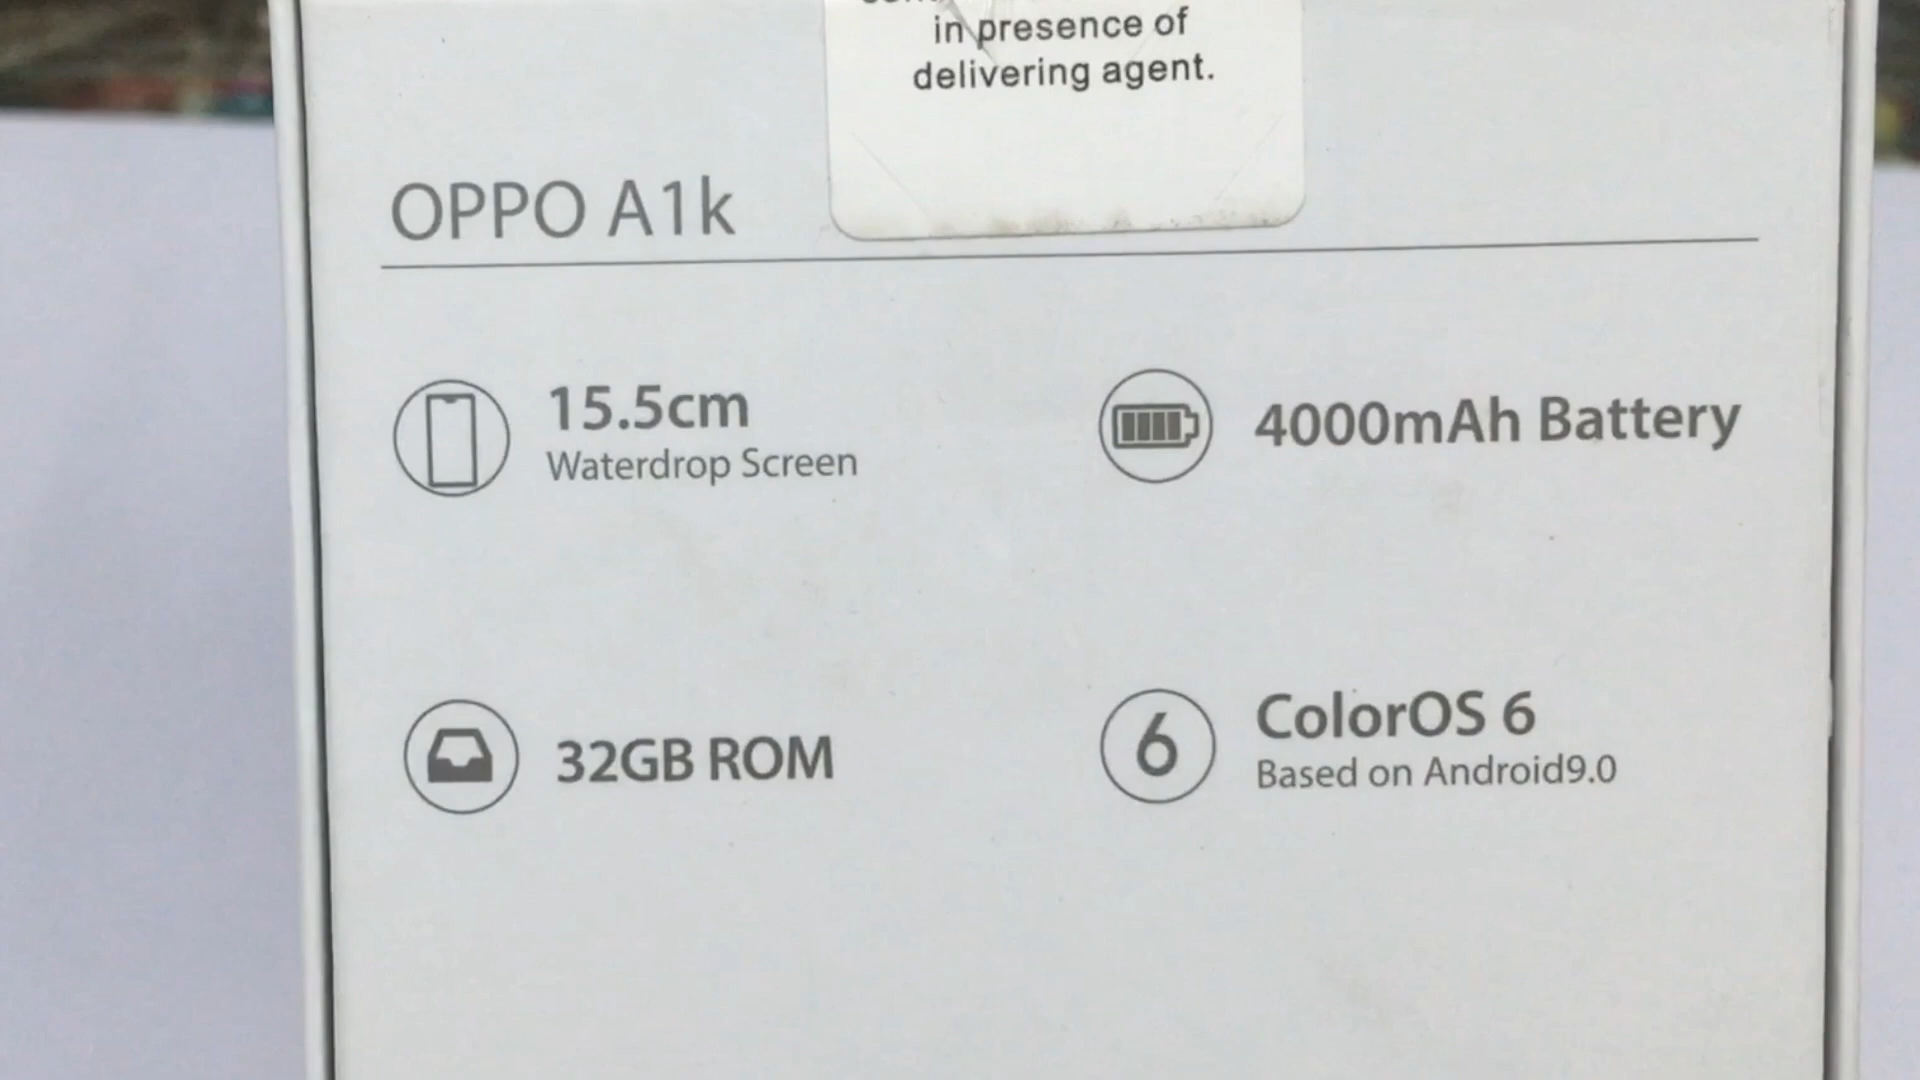 in presence of
delivering agent.
OPPO A1k
15.5cm
Waterdrop Screen
4000mAh Battery
32GB ROM
6
ColorOS 6
Based on Android9.0